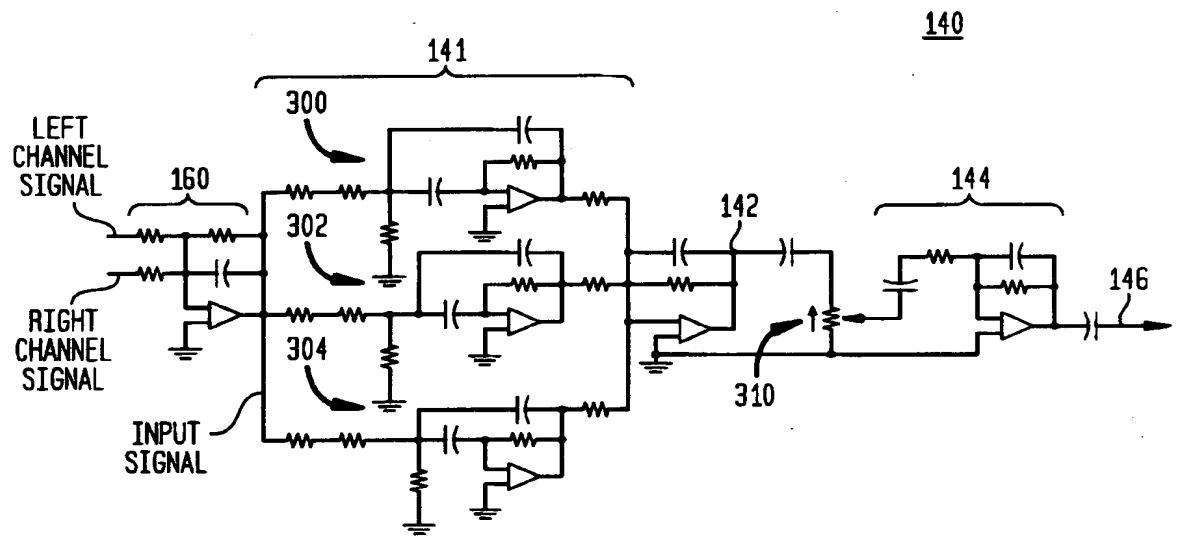 140
141
300
LEFT
CHANNEL
SIGNAL
160
302
142
144
146
RIGHT
CHANNEL
SIGNAL
304
310
INPUT
SIGNAL